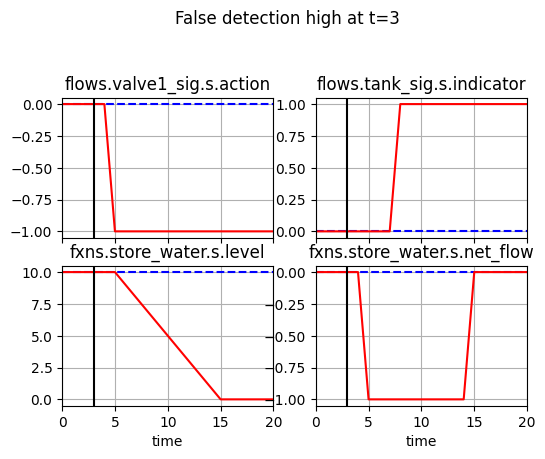 False detection high at t=3
flows.valve1_sig.s.action
flows.tank_sig.s.indicator
0.00
−0.25
−0.50
−0.75
−1.00
1.00
0.75
0.50
0.25
0.00
fxns.store_water.s.level
fxns.store_water.s.net_flow
10.0
7.5
5.0
2.5
0.0
0.00
−0.25
−0.50
−0.75
−1.00
0 5 10 15 20
0 5 10 15 20
time
time